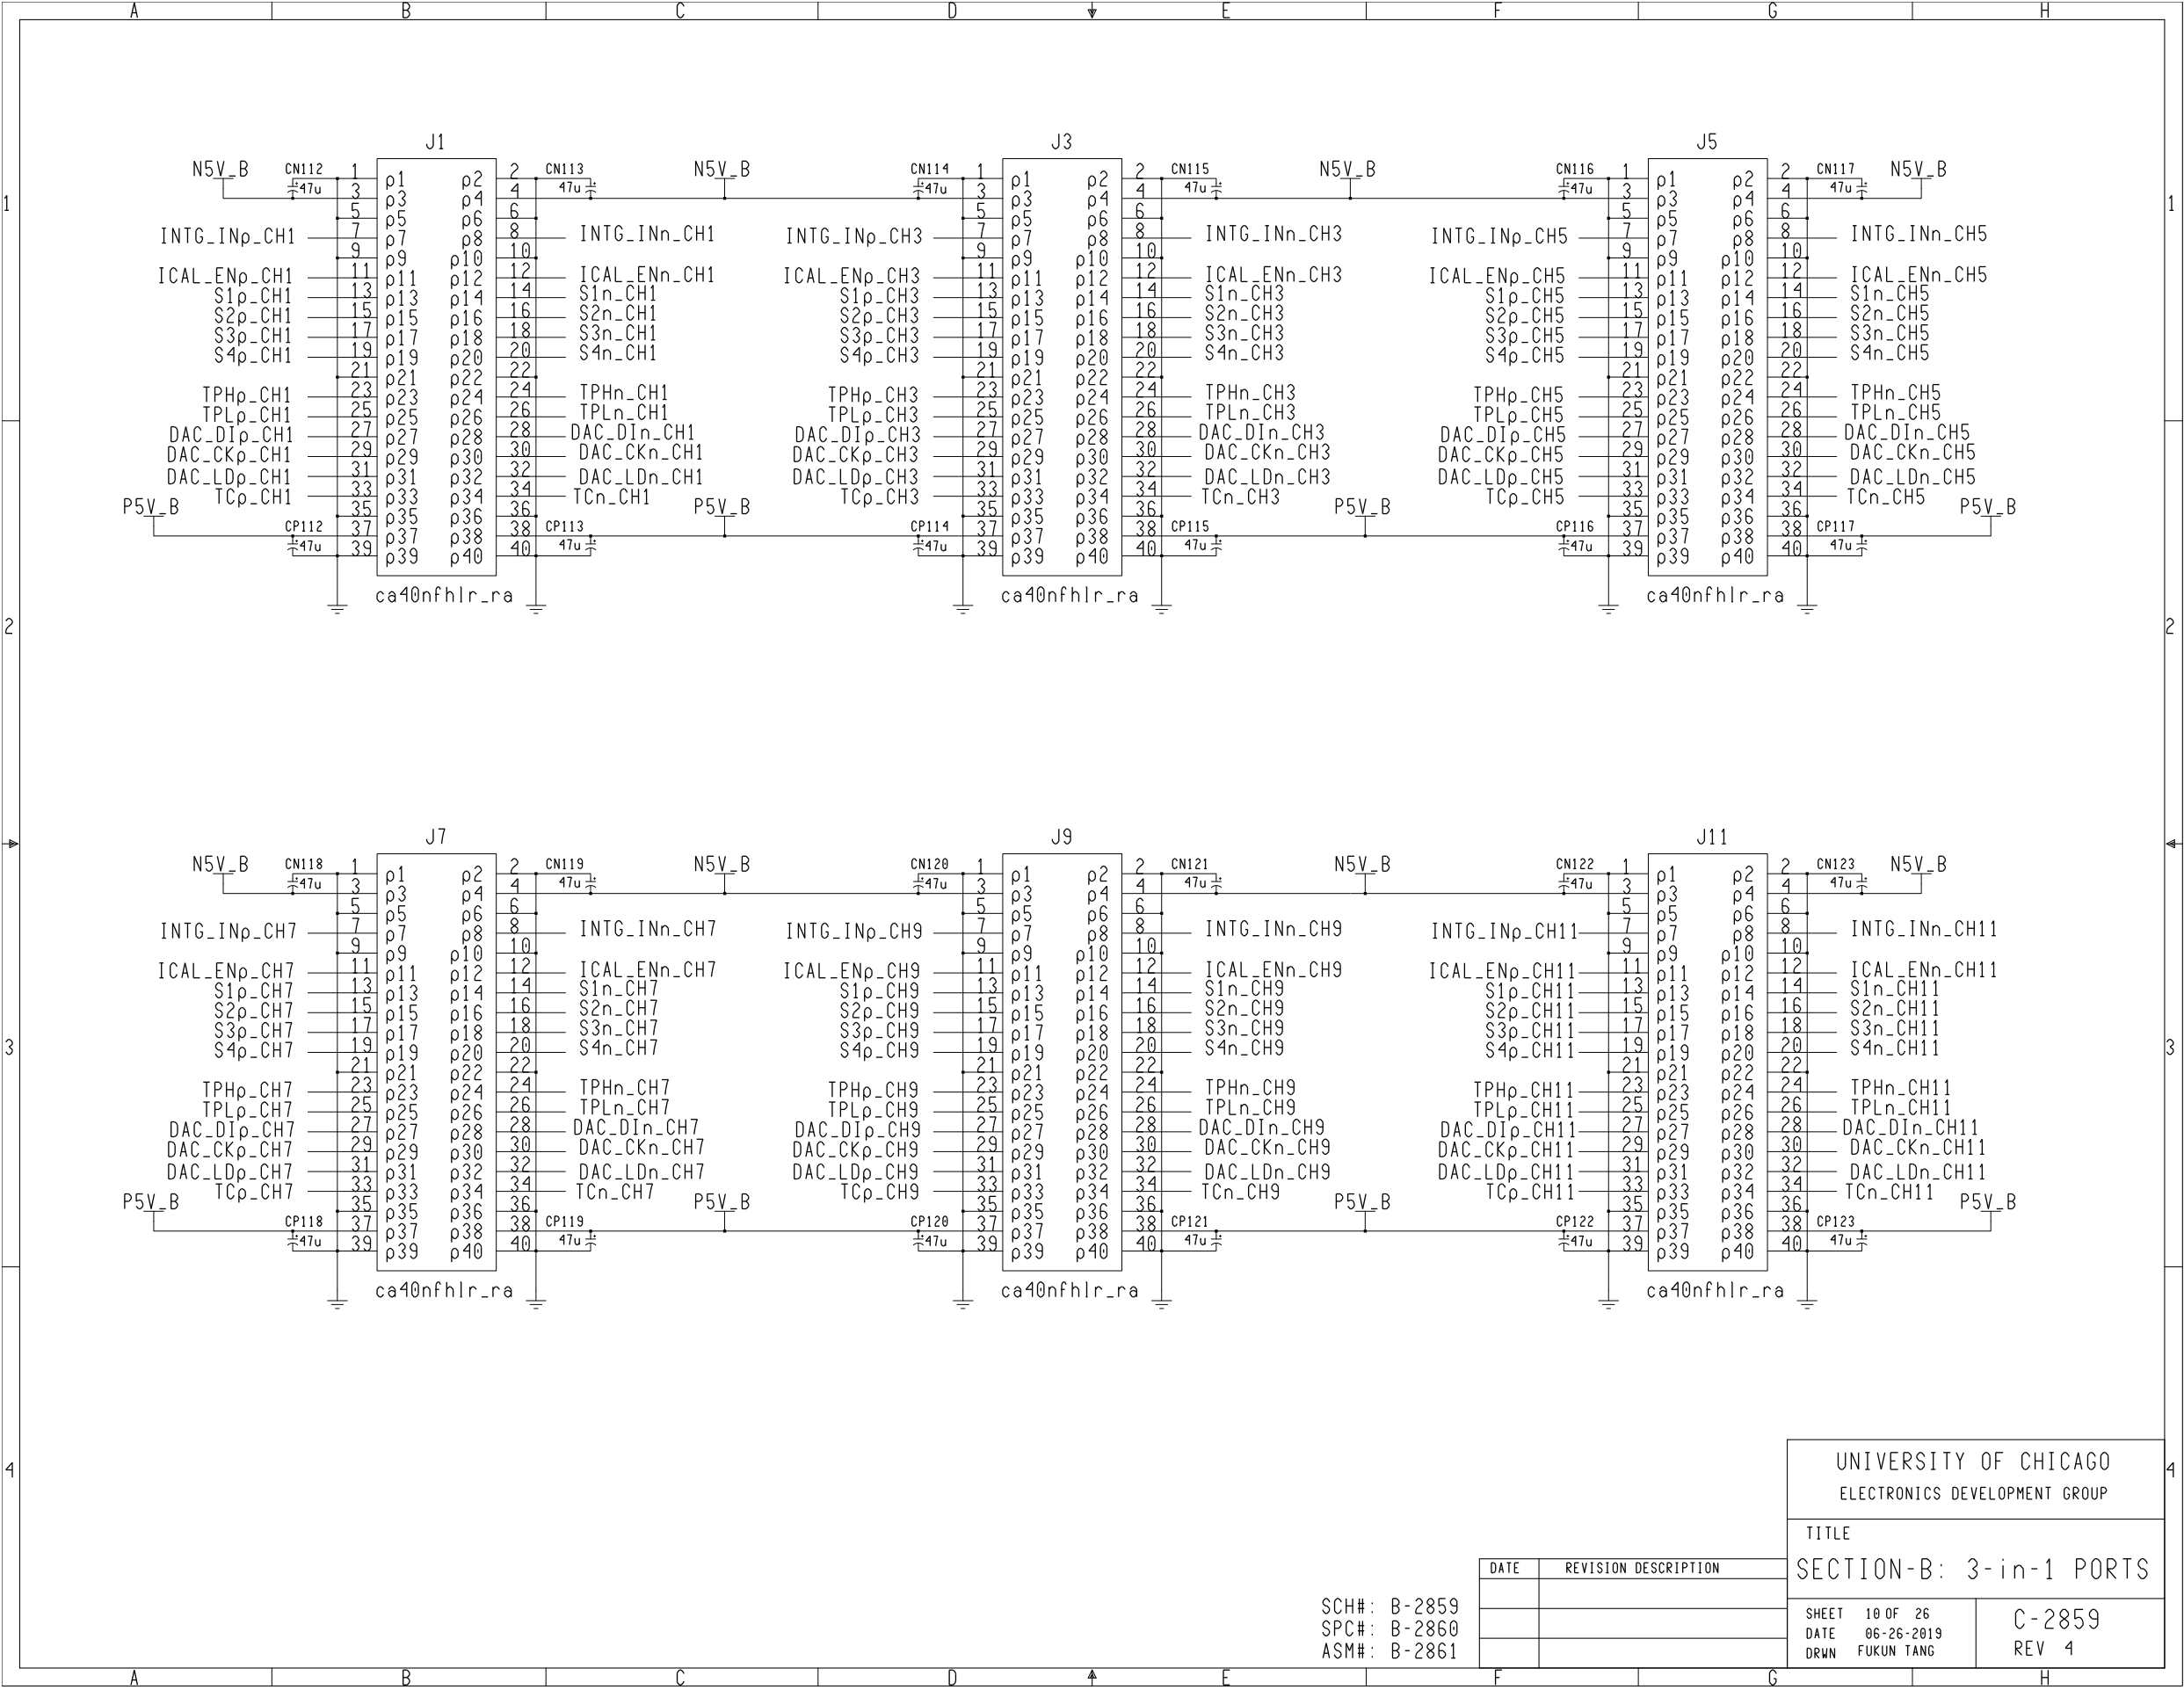 A B C D E F G H
1
J1
N5V_B CN112 1 p1 p2 2 CN113 N5V_B
47u 3 p3 p4 4 47u
5 p5 p6 6
INTG_INp_CH1 7 p7 p8 8 INTG_INn_CH1
9 p9 p10 10
ICAL_ENp_CH1 11 p11 p12 12 ICAL_ENn_CH1
S1p_CH1 13 p13 p14 14 S1n_CH1
S2p_CH1 15 p15 p16 16 S2n_CH1
S3p_CH1 17 p17 p18 18 S3n_CH1
S4p_CH1 19 p19 p20 20 S4n_CH1
21 p21 p22 22
TPHp_CH1 23 p23 p24 24 TPHn_CH1
TPLp_CH1 25 p25 p26 26 TPLn_CH1
DAC_DIp_CH1 27 p27 p28 28 DAC_DIn_CH1
DAC_CKp_CH1 29 p29 p30 30 DAC_CKn_CH1
DAC_LDp_CH1 31 p31 p32 32 DAC_LDn_CH1
TCp_CH1 33 p33 p34 34 TCn_CH1
P5V_B 35 p35 p36 36 P5V_B
CP112 37 p37 p38 38 CP113
47u 39 p39 p40 40 47u
ca40nfhlr_ra
J3
CN114 1 p1 p2 2 CN115 N5V_B
47u 3 p3 p4 4 47u
5 p5 p6 6
INTG_INp_CH3 7 p7 p8 8 INTG_INn_CH3
9 p9 p10 10
ICAL_ENp_CH3 11 p11 p12 12 ICAL_ENn_CH3
S1p_CH3 13 p13 p14 14 S1n_CH3
S2p_CH3 15 p15 p16 16 S2n_CH3
S3p_CH3 17 p17 p18 18 S3n_CH3
S4p_CH3 19 p19 p20 20 S4n_CH3
21 p21 p22 22
TPHp_CH3 23 p23 p24 24 TPHn_CH3
TPLp_CH3 25 p25 p26 26 TPLn_CH3
DAC_DIp_CH3 27 p27 p28 28 DAC_DIn_CH3
DAC_CKp_CH3 29 p29 p30 30 DAC_CKn_CH3
DAC_LDp_CH3 31 p31 p32 32 DAC_LDn_CH3
TCp_CH3 33 p33 p34 34 TCn_CH3
35 p35 p36 36 P5V_B
CP114 37 p37 p38 38 CP115
47u 39 p39 p40 40 47u
ca40nfhlr_ra
J5
CN116 1 p1 p2 2 CN117 N5V_B
47u 3 p3 p4 4 47u
5 p5 p6 6
INTG_INp_CH5 7 p7 p8 8 INTG_INn_CH5
9 p9 p10 10
ICAL_ENp_CH5 11 p11 p12 12 ICAL_ENn_CH5
S1p_CH5 13 p13 p14 14 S1n_CH5
S2p_CH5 15 p15 p16 16 S2n_CH5
S3p_CH5 17 p17 p18 18 S3n_CH5
S4p_CH5 19 p19 p20 20 S4n_CH5
21 p21 p22 22
TPHp_CH5 23 p23 p24 24 TPHn_CH5
TPLp_CH5 25 p25 p26 26 TPLn_CH5
DAC_DIp_CH5 27 p27 p28 28 DAC_DIn_CH5
DAC_CKp_CH5 29 p29 p30 30 DAC_CKn_CH5
DAC_LDp_CH5 31 p31 p32 32 DAC_LDn_CH5
TCp_CH5 33 p33 p34 34 TCn_CH5
35 p35 p36 36 P5V_B
CP116 37 p37 p38 38 CP117
47u 39 p39 p40 40 47u
ca40nfhlr_ra
1
2
2
J7
N5V_B CN118 1 p1 p2 2 CN119 N5V_B
47u 3 p3 p4 4 47u
5 p5 p6 6
INTG_INp_CH7 7 p7 p8 8 INTG_INn_CH7
9 p9 p10 10
ICAL_ENp_CH7 11 p11 p12 12 ICAL_ENn_CH7
S1p_CH7 13 p13 p14 14 S1n_CH7
S2p_CH7 15 p15 p16 16 S2n_CH7
S3p_CH7 17 p17 p18 18 S3n_CH7
S4p_CH7 19 p19 p20 20 S4n_CH7
21 p21 p22 22
TPHp_CH7 23 p23 p24 24 TPHn_CH7
TPLp_CH7 25 p25 p26 26 TPLn_CH7
DAC_DIp_CH7 27 p27 p28 28 DAC_DIn_CH7
DAC_CKp_CH7 29 p29 p30 30 DAC_CKn_CH7
DAC_LDp_CH7 31 p31 p32 32 DAC_LDn_CH7
TCp_CH7 33 p33 p34 34 TCn_CH7
P5V_B 35 p35 p36 36 P5V_B
CP118 37 p37 p38 38 CP119
47u 39 p39 p40 40 47u
ca40nfhlr_ra
J9
CN120 1 p1 p2 2 CN121 N5V_B
47u 3 p3 p4 4 47u
5 p5 p6 6
INTG_INp_CH9 7 p7 p8 8 INTG_INn_CH9
9 p9 p10 10
ICAL_ENp_CH9 11 p11 p12 12 ICAL_ENn_CH9
S1p_CH9 13 p13 p14 14 S1n_CH9
S2p_CH9 15 p15 p16 16 S2n_CH9
S3p_CH9 17 p17 p18 18 S3n_CH9
S4p_CH9 19 p19 p20 20 S4n_CH9
21 p21 p22 22
TPHp_CH9 23 p23 p24 24 TPHn_CH9
TPLp_CH9 25 p25 p26 26 TPLn_CH9
DAC_DIp_CH9 27 p27 p28 28 DAC_DIn_CH9
DAC_CKp_CH9 29 p29 p30 30 DAC_CKn_CH9
DAC_LDp_CH9 31 p31 p32 32 DAC_LDn_CH9
TCp_CH9 33 p33 p34 34 TCn_CH9
35 p35 p36 36 P5V_B
CP120 37 p37 p38 38 CP121
47u 39 p39 p40 40 47u
ca40nfhlr_ra
J11
CN122 1 p1 p2 2 CN123 N5V_B
47u 3 p3 p4 4 47u
5 p5 p6 6
INTG_INp_CH11 7 p7 p8 8 INTG_INn_CH11
9 p9 p10 10
ICAL_ENp_CH11 11 p11 p12 12 ICAL_ENn_CH11
S1p_CH11 13 p13 p14 14 S1n_CH11
S2p_CH11 15 p15 p16 16 S2n_CH11
S3p_CH11 17 p17 p18 18 S3n_CH11
S4p_CH11 19 p19 p20 20 S4n_CH11
21 p21 p22 22
TPHp_CH11 23 p23 p24 24 TPHn_CH11
TPLp_CH11 25 p25 p26 26 TPLn_CH11
DAC_DIp_CH11 27 p27 p28 28 DAC_DIn_CH11
DAC_CKp_CH11 29 p29 p30 30 DAC_CKn_CH11
DAC_LDp_CH11 31 p31 p32 32 DAC_LDn_CH11
TCp_CH11 33 p33 p34 34 TCn_CH11
35 p35 p36 36 P5V_B
CP122 37 p37 p38 38 CP123
47u 39 p39 p40 40 47u
ca40nfhlr_ra
3
3
4
4
UNIVERSITY OF CHICAGO
ELECTRONICS DEVELOPMENT GROUP
TITLE
SECTION-B: 3-in-1 PORTS
DATE REVISION DESCRIPTION
SCH#: B-2859
SPC#: B-2860
ASM#: B-2861
SHEET 10 OF 26
DATE 06-26-2019
DRWN FUKUN TANG
C-2859
REV 4
A B C D E F G H